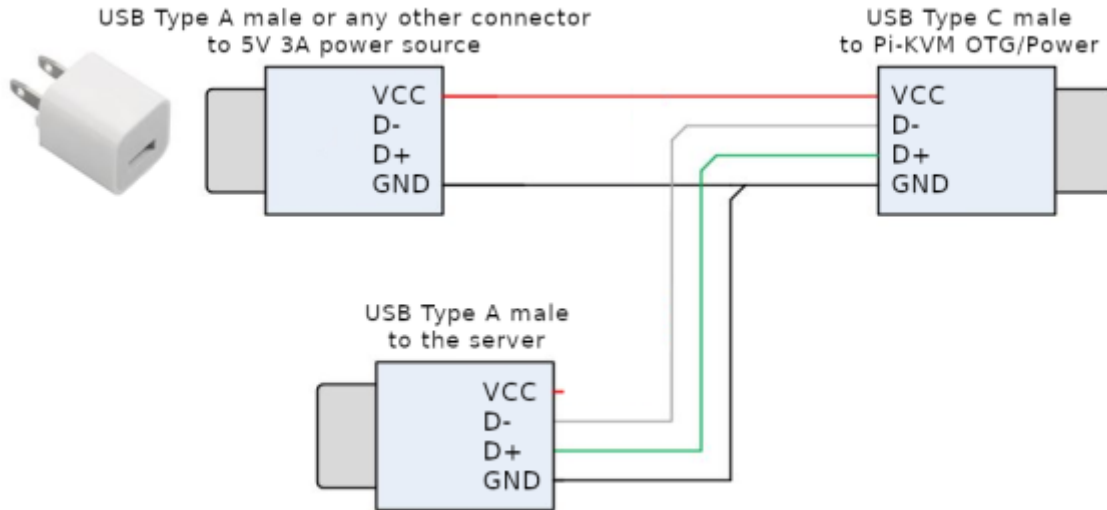 USB Type A male or any other connector
to 5V 3A power source
USB Type C male
to Pi-KVM OTG/Power
VCC
D-
D+
GND
VCC
D-
D+
GND
USB Type A male
to the server
VCC
D-
D+
GND